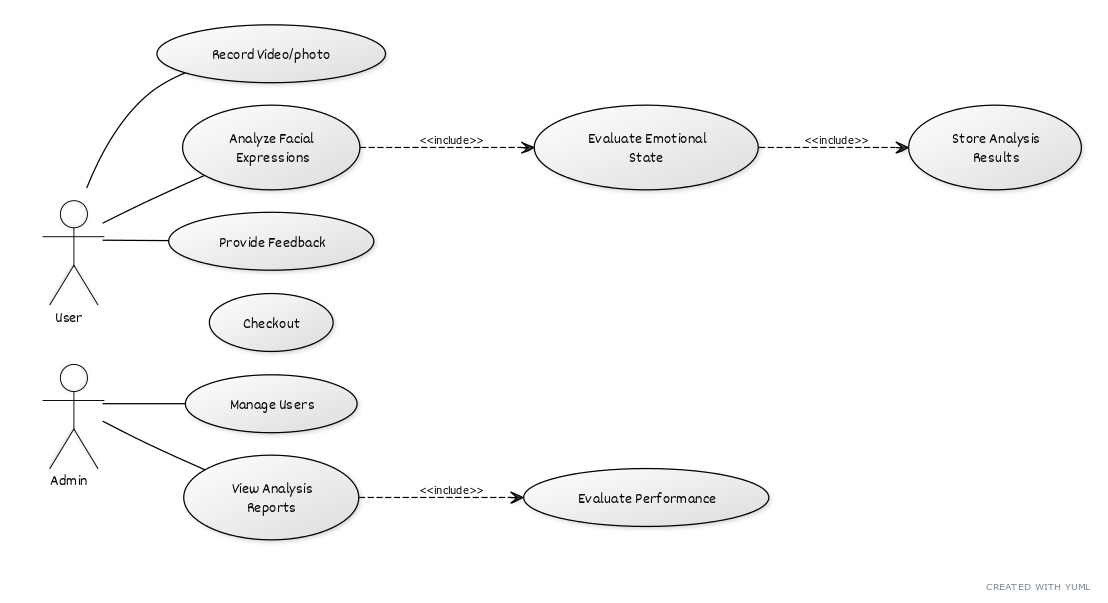 Record Video/photo
Analyze Facial
Expressions
<<include>>
Evaluate Emotional
State
<<include>>
Store Analysis
Results
Provide Feedback
User
Checkout
Manage Users
Admin
View Analysis
Reports
<<include>>
Evaluate Performance
CREATED WITH YUML